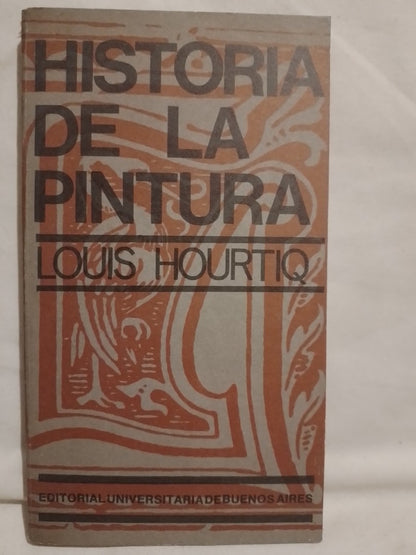 HISTORIA
DE LA
PINTURA
LOUIS HOURTIQ
EDITORIAL UNIVERSITARIA DE BUENOS AIRES